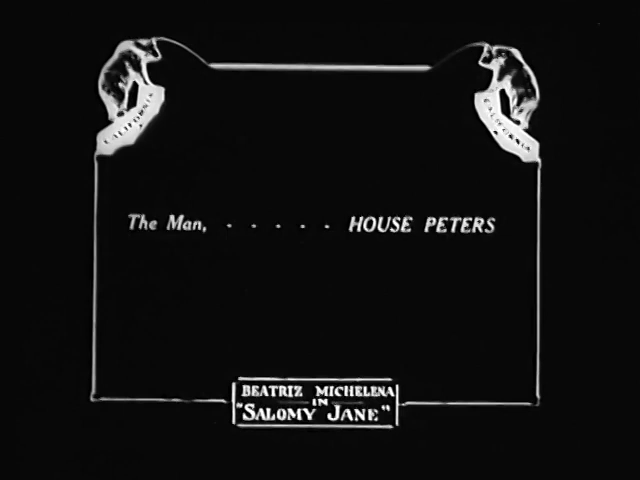 CALIFORNIA CALIFORNIA
The Man, . . . . . HOUSE PETERS
BEATRIZ MICHELENA
IN
"SALOMY JANE"